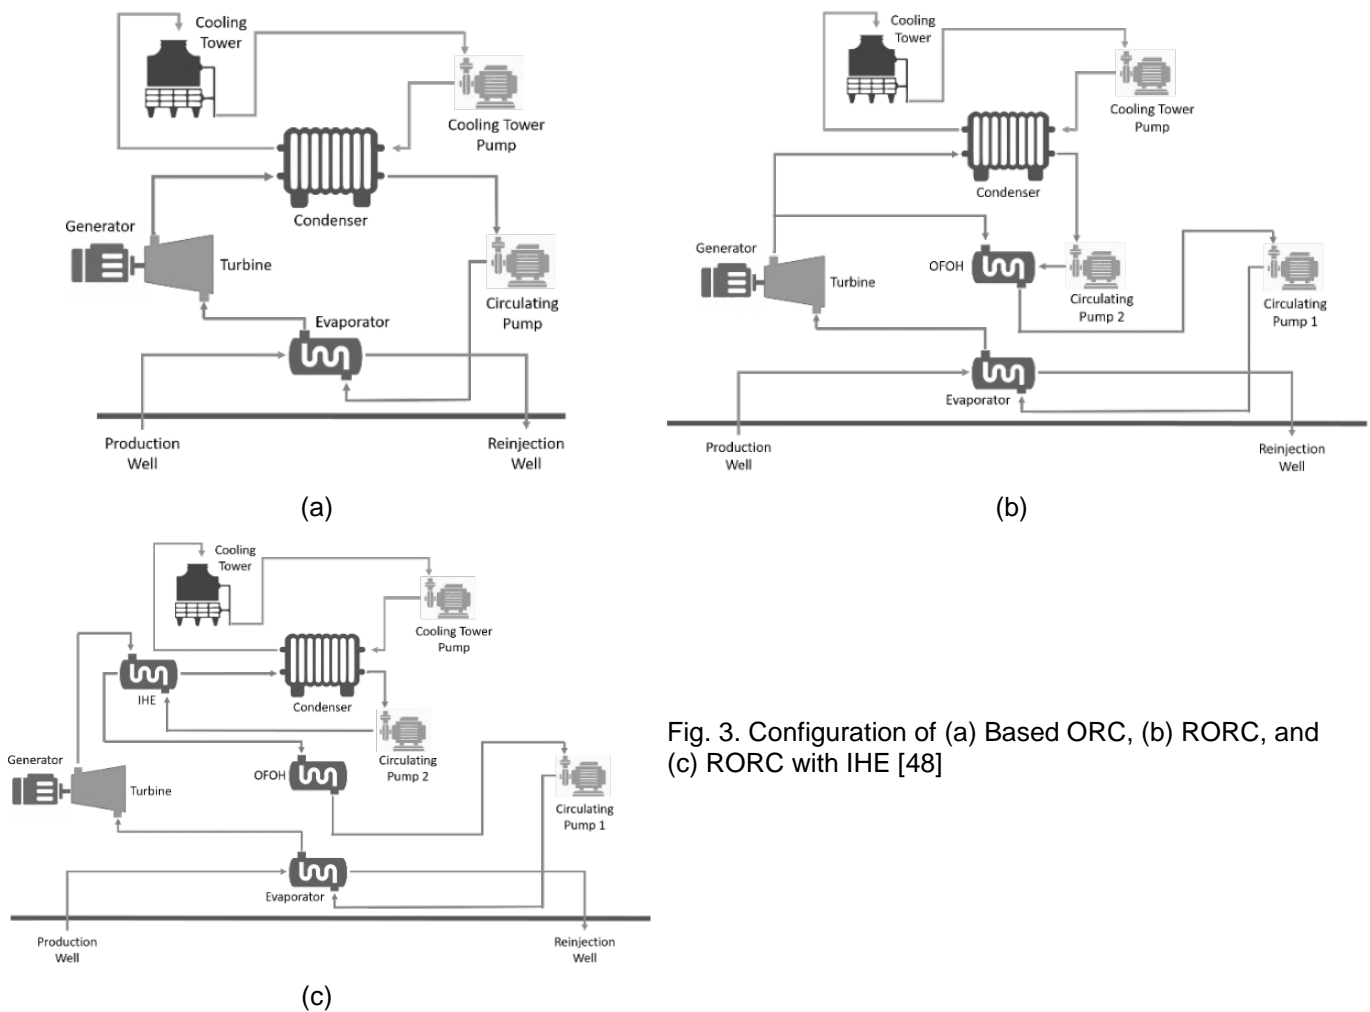 Cooling
Tower
Cooling Tower
Pump
Condenser
Generator
Turbine
Circulating
Pump
Evaporator
Production
Well
Reinjection
Well
(a)
Cooling
Tower
Cooling Tower
Pump
Condenser
Generator
Turbine
OFOH
Circulating
Pump 2
Circulating
Pump 1
Evaporator
Production
Well
Reinjection
Well
(b)
Cooling
Tower
Cooling Tower
Pump
IHE
Condenser
Circulating
Pump 2
Generator
Turbine
OFOH
Circulating
Pump 1
Evaporator
Production
Well
Reinjection
Well
(c)
Fig. 3. Configuration of (a) Based ORC, (b) RORC, and
(c) RORC with IHE [48]